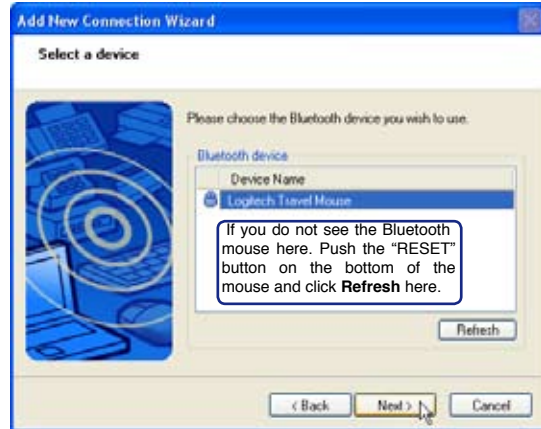 Add New Connection Wizard
Select a device
Please choose the Bluetooth device you wish to use.
Bluetooth device
Device Name
Logitech Travel Mouse
If you do not see the Bluetooth
mouse here. Push the “RESET”
button on the bottom of the
mouse and click Refresh here.
Refresh
< Back
Next >
Cancel